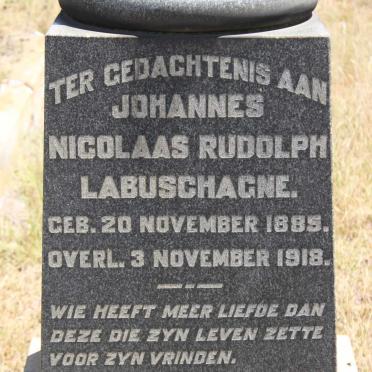 TER GEDACHTENIS AAN
JOHANNES
NICOLAAS RUDOLPH
LABUSCHAGNE.
GEB. 20 NOVEMBER 1885.
OVERL. 3 NOVEMBER 1918.
WIE HEEFT MEER LIEFDE DAN
DEZE DIE ZYN LEVEN ZETTE
VOOR ZYN VRINDEN.